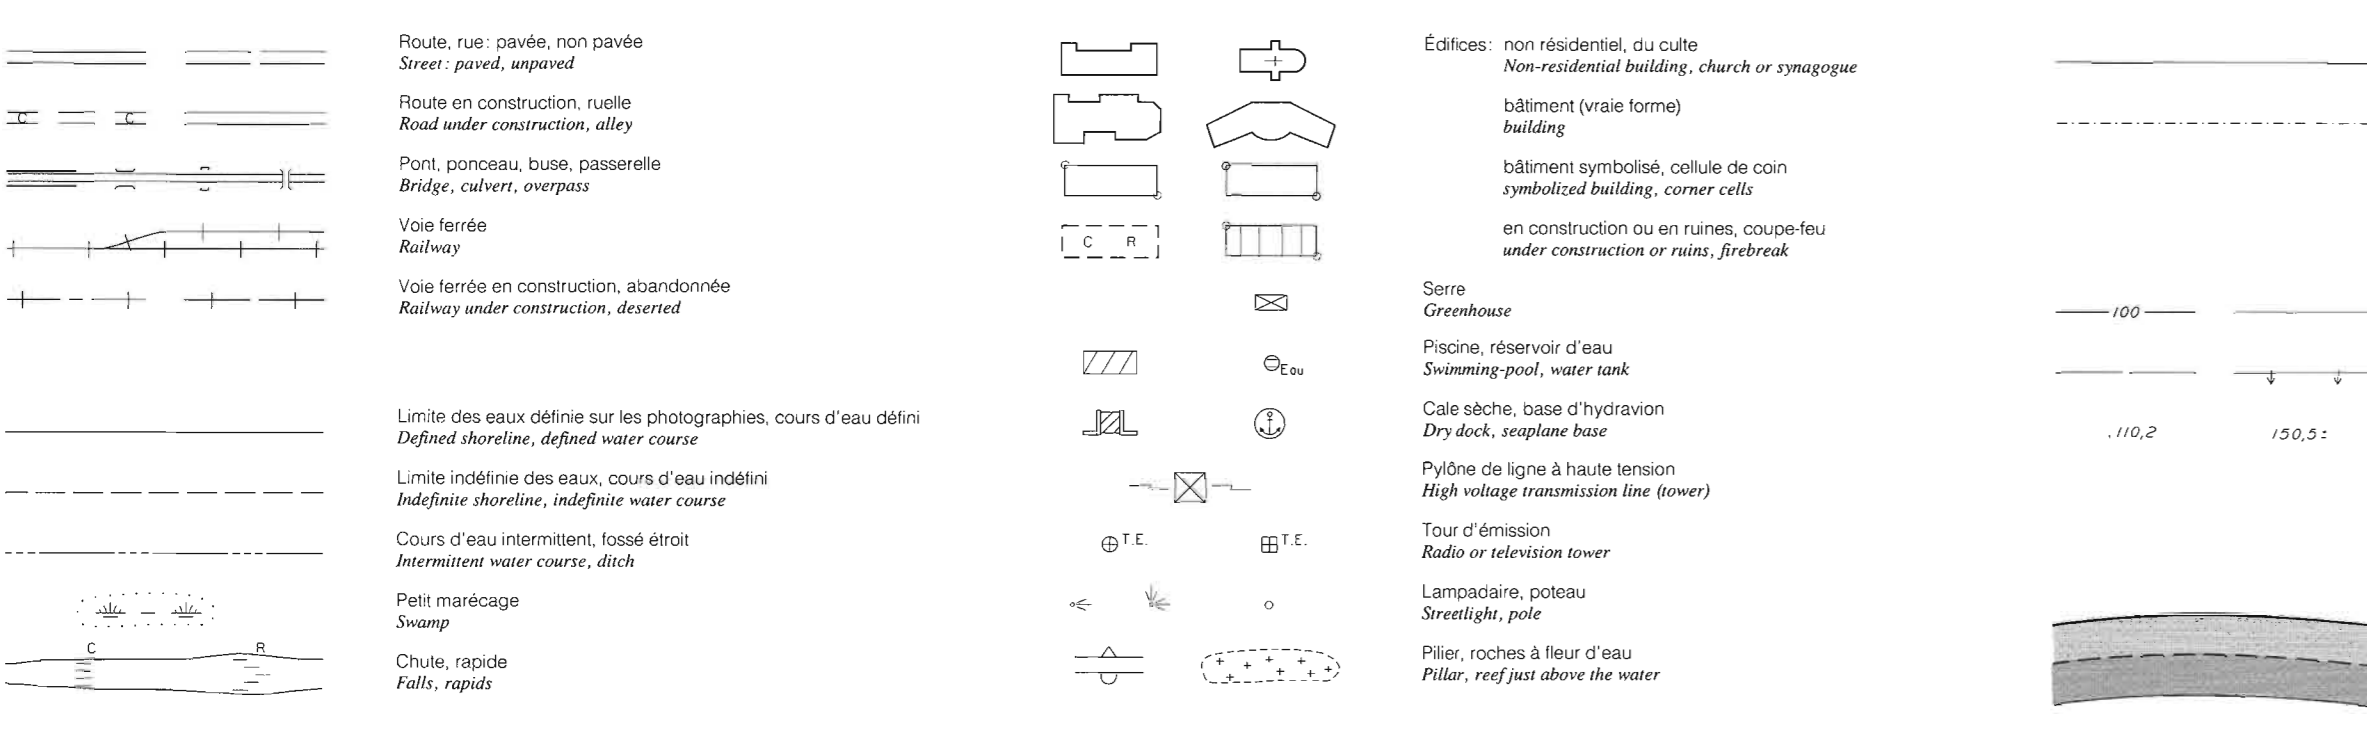 Route, rue: pavée, non pavée
Street: paved, unpaved
C C
Route en construction, ruelle
Road under construction, alley
Pont, ponceau, buse, passerelle
Bridge, culvert, overpass
Voie ferrée
Railway
Voie ferrée en construction, abandonnée
Railway under construction, deserted
Limite des eaux définie sur les photographies, cours d'eau défini
Defined shoreline, defined water course
Limite indéfinie des eaux, cours d'eau indéfini
Indefinite shoreline, indefinite water course
Cours d'eau intermittent, fossé étroit
Intermittent water course, ditch
Petit marécage
Swamp
C R
Chute, rapide
Falls, rapids
Édifices: non résidentiel, du culte
Non-residential building, church or synagogue
bâtiment (vraie forme)
building
bâtiment symbolisé, cellule de coin
symbolized building, corner cells
C R
en construction ou en ruines, coupe-feu
under construction or ruins, firebreak
Serre
Greenhouse
Eau
Piscine, réservoir d'eau
Swimming-pool, water tank
Cale sèche, base d'hydravion
Dry dock, seaplane base
Pylône de ligne à haute tension
High voltage transmission line (tower)
T.E. T.E.
Tour d'émission
Radio or television tower
Lampadaire, poteau
Streetlight, pole
Pilier, roches à fleur d'eau
Pillar, reef just above the water
100
.110,2 150,5±